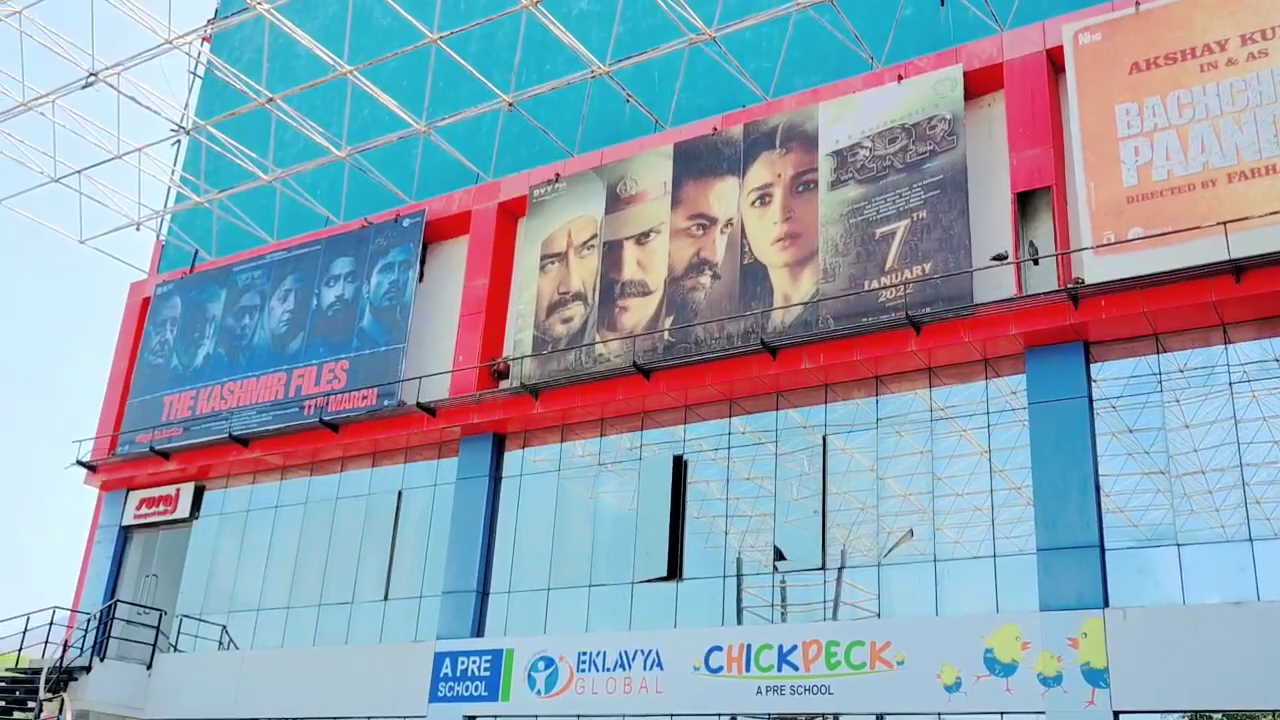 THE KASHMIR FILES
11TH MARCH
RRR
7TH
JANUARY
2022
AKSHAY KU
IN & AS
BACHCH
PAANE
DIRECTED BY FARH
suraj
A PRE
SCHOOL
EKLAVYA
GLOBAL
CHICKPECK
A PRE SCHOOL